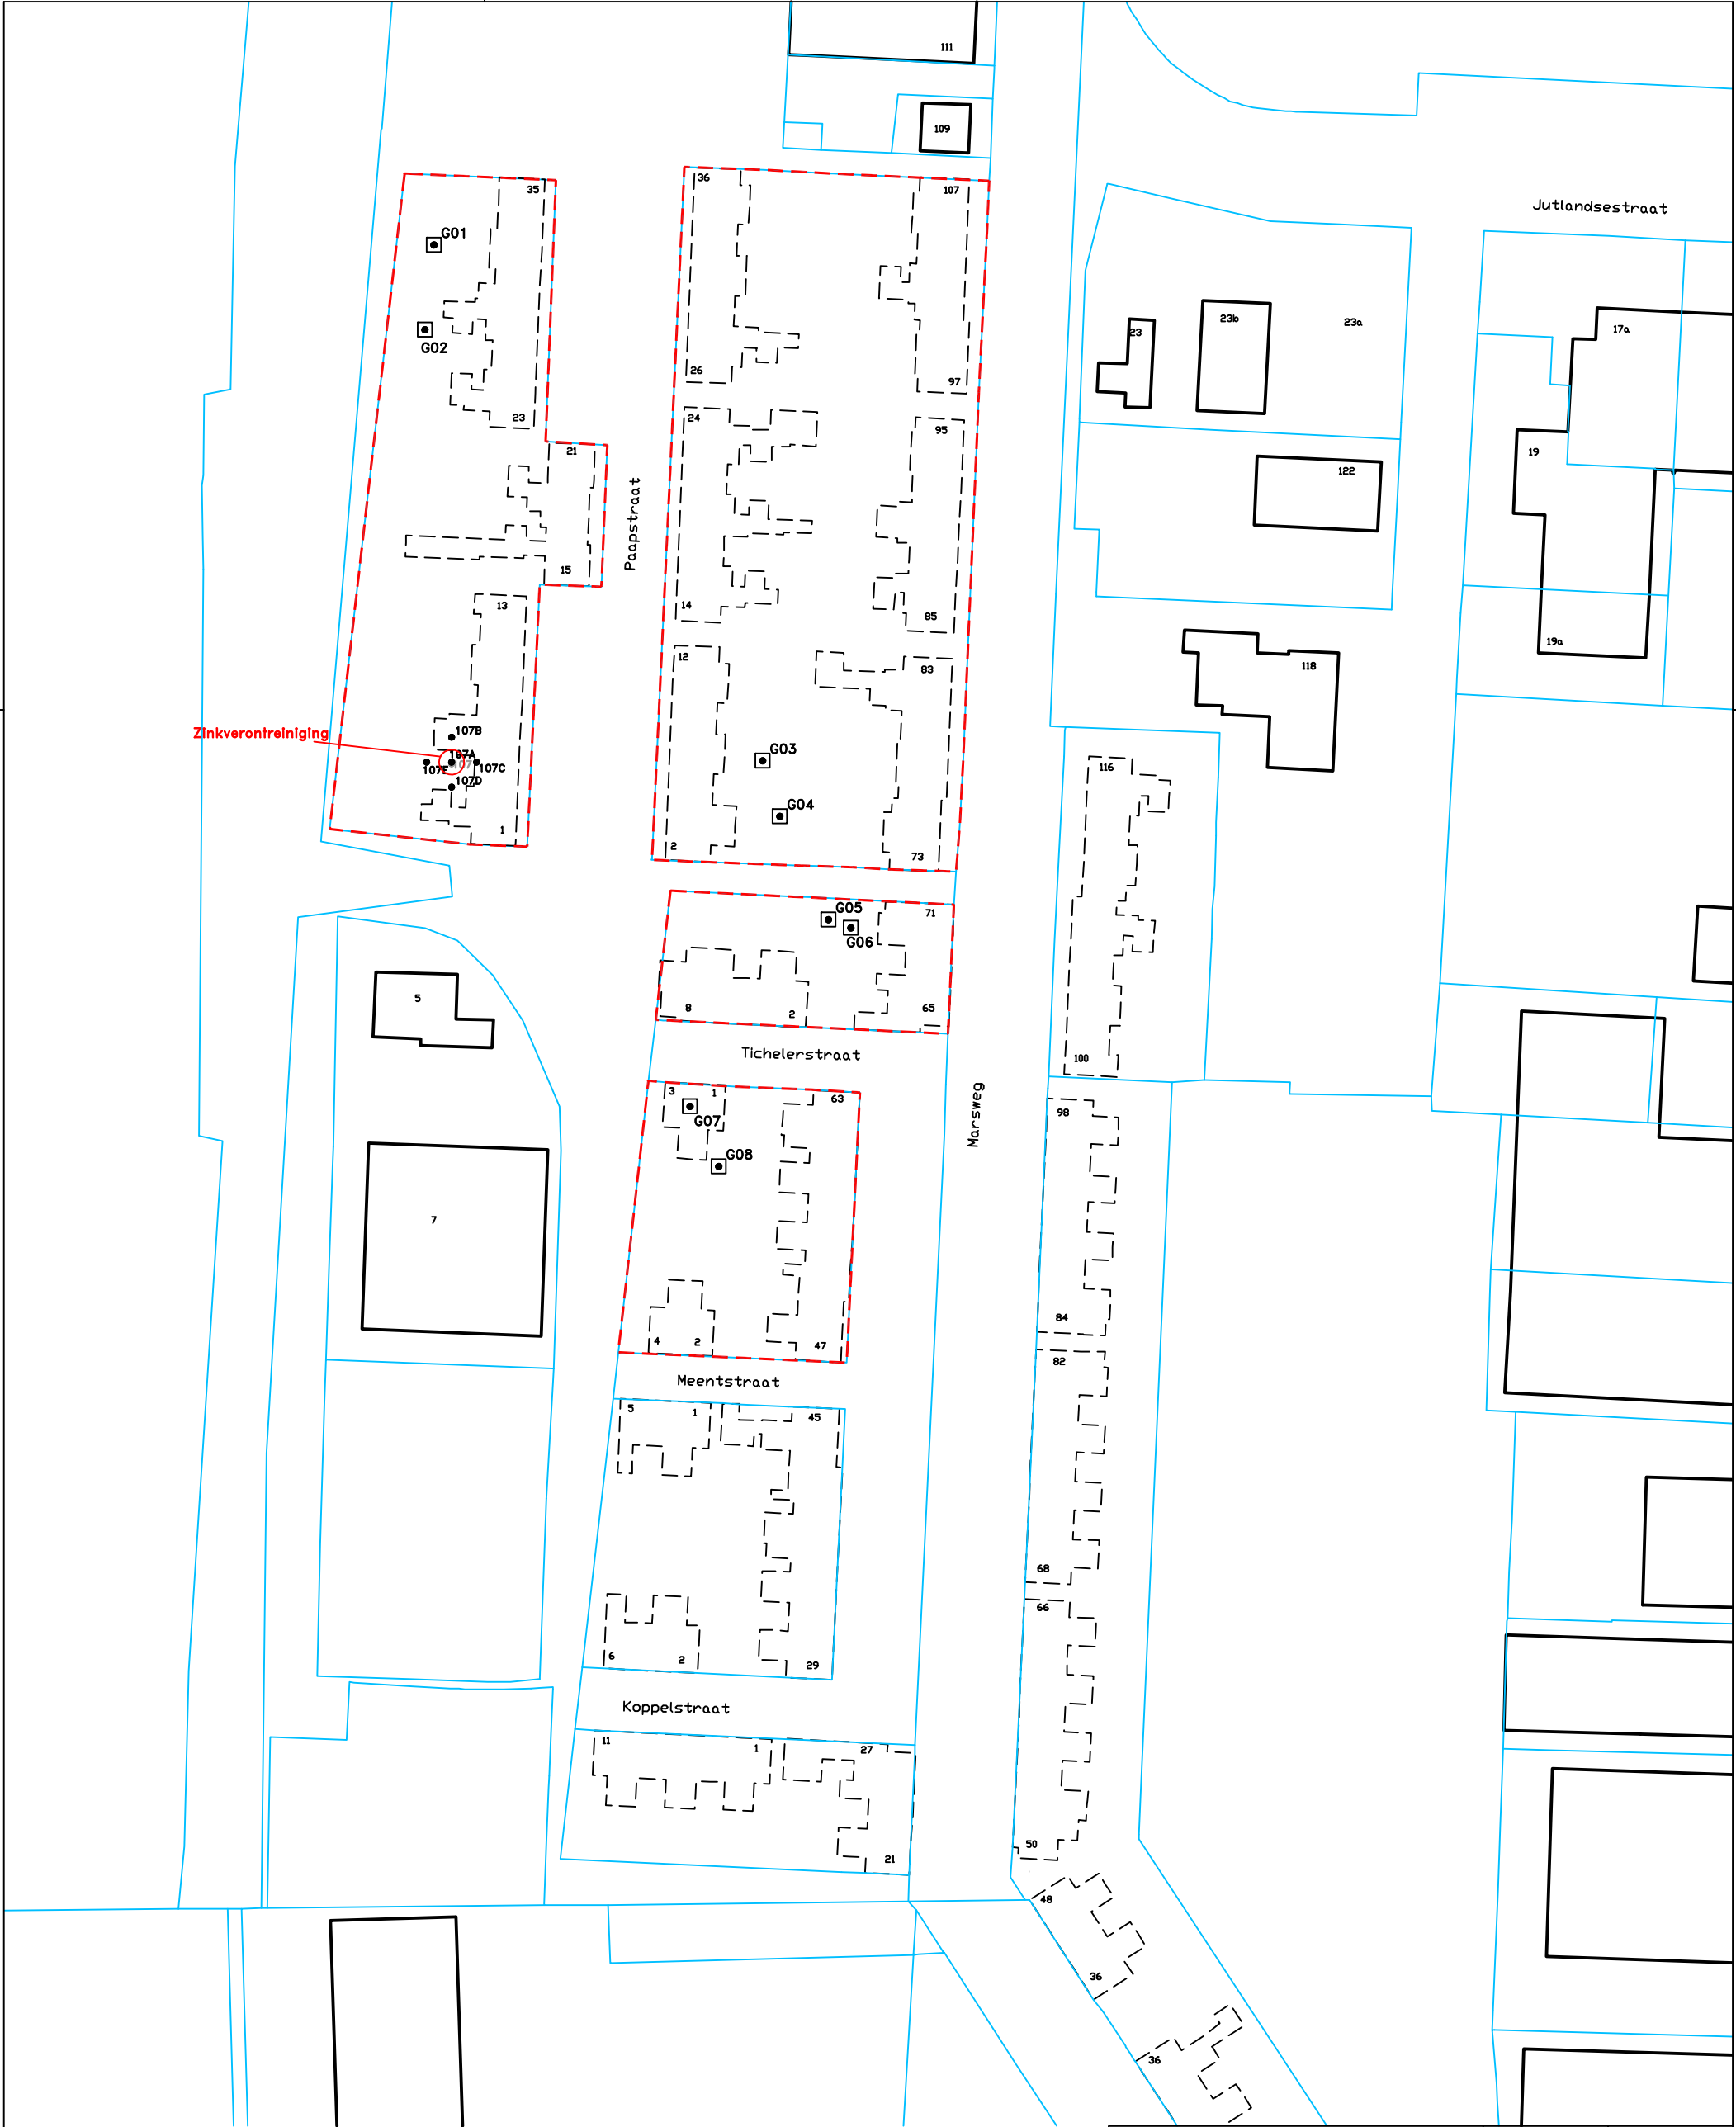 111
109
36
107
35
Jutlandsestraat
G01
23
23b
23a
17a
G02
26
97
23
24
95
21
19
122
Paapstraat
15
13
14
85
19a
12
83
118
Zinkverontreiniging
107B
G03
116
107A
107
107E
107C
107D
G04
1
2
73
G05
71
G06
5
8
2
65
Tichelerstraat
100
3
1
63
98
G07
Marsweg
G08
7
84
4
2
47
82
Meentstraat
5
1
45
68
66
6
2
29
Koppelstraat
11
1
27
50
21
48
36
36